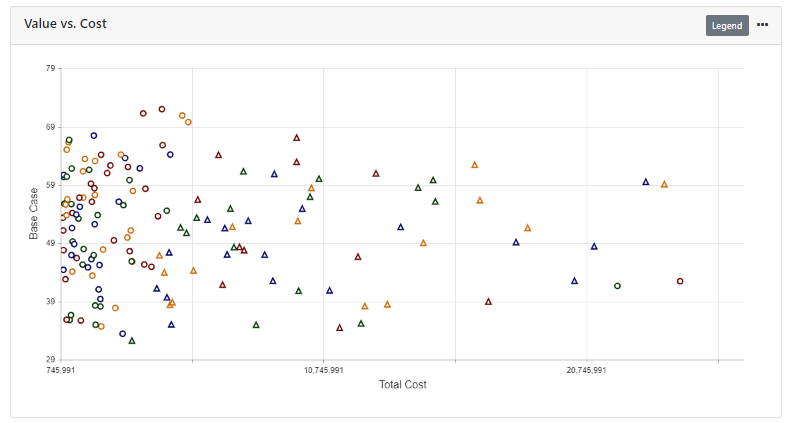 Value vs. Cost
Legend
79
69
59
49
39
29
Base Case
745,991
10,745,991
20,745,991
Total Cost